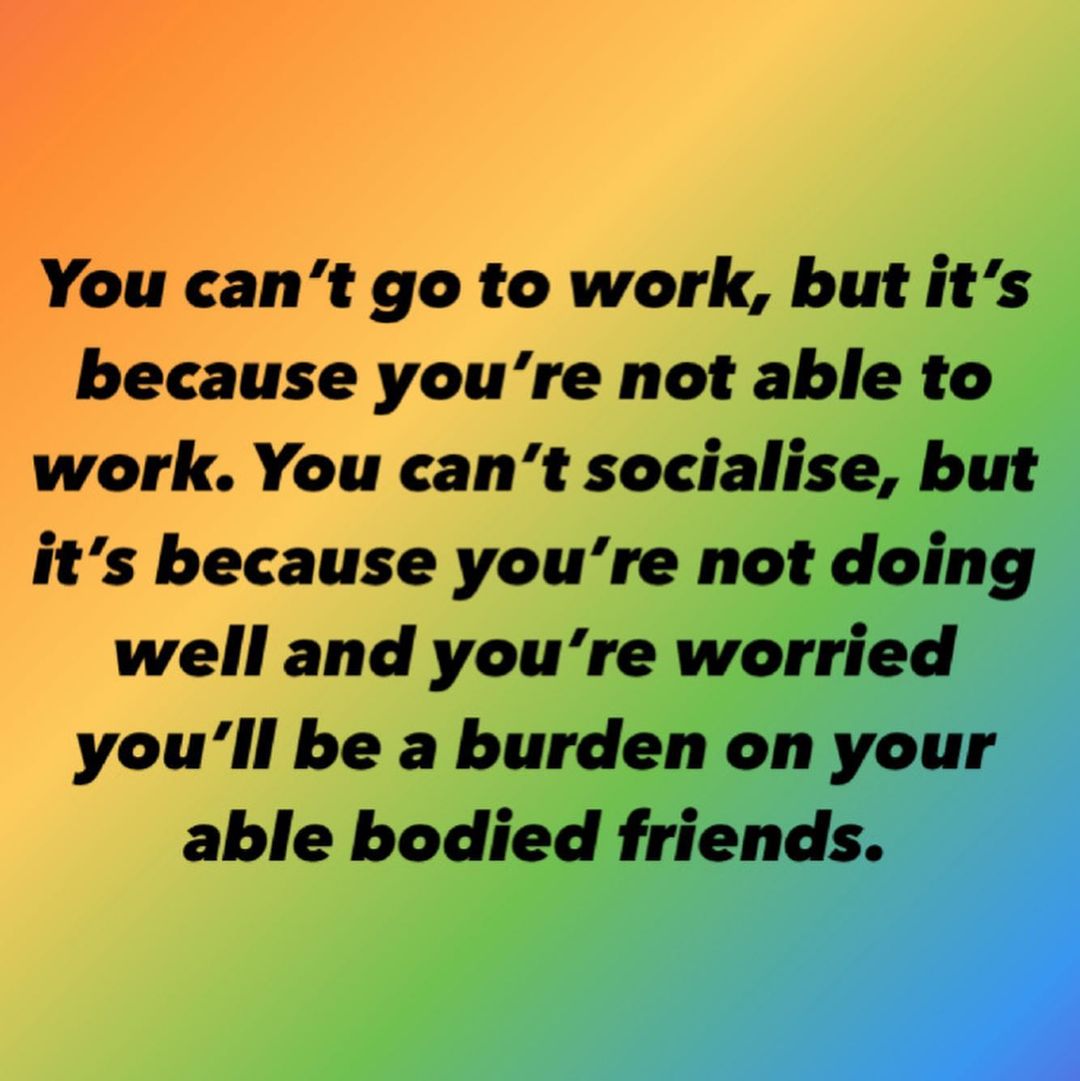 You can’t go to work, but it’s
because you’re not able to
work. You can’t socialise, but
it’s because you’re not doing
well and you’re worried
you’ll be a burden on your
able bodied friends.